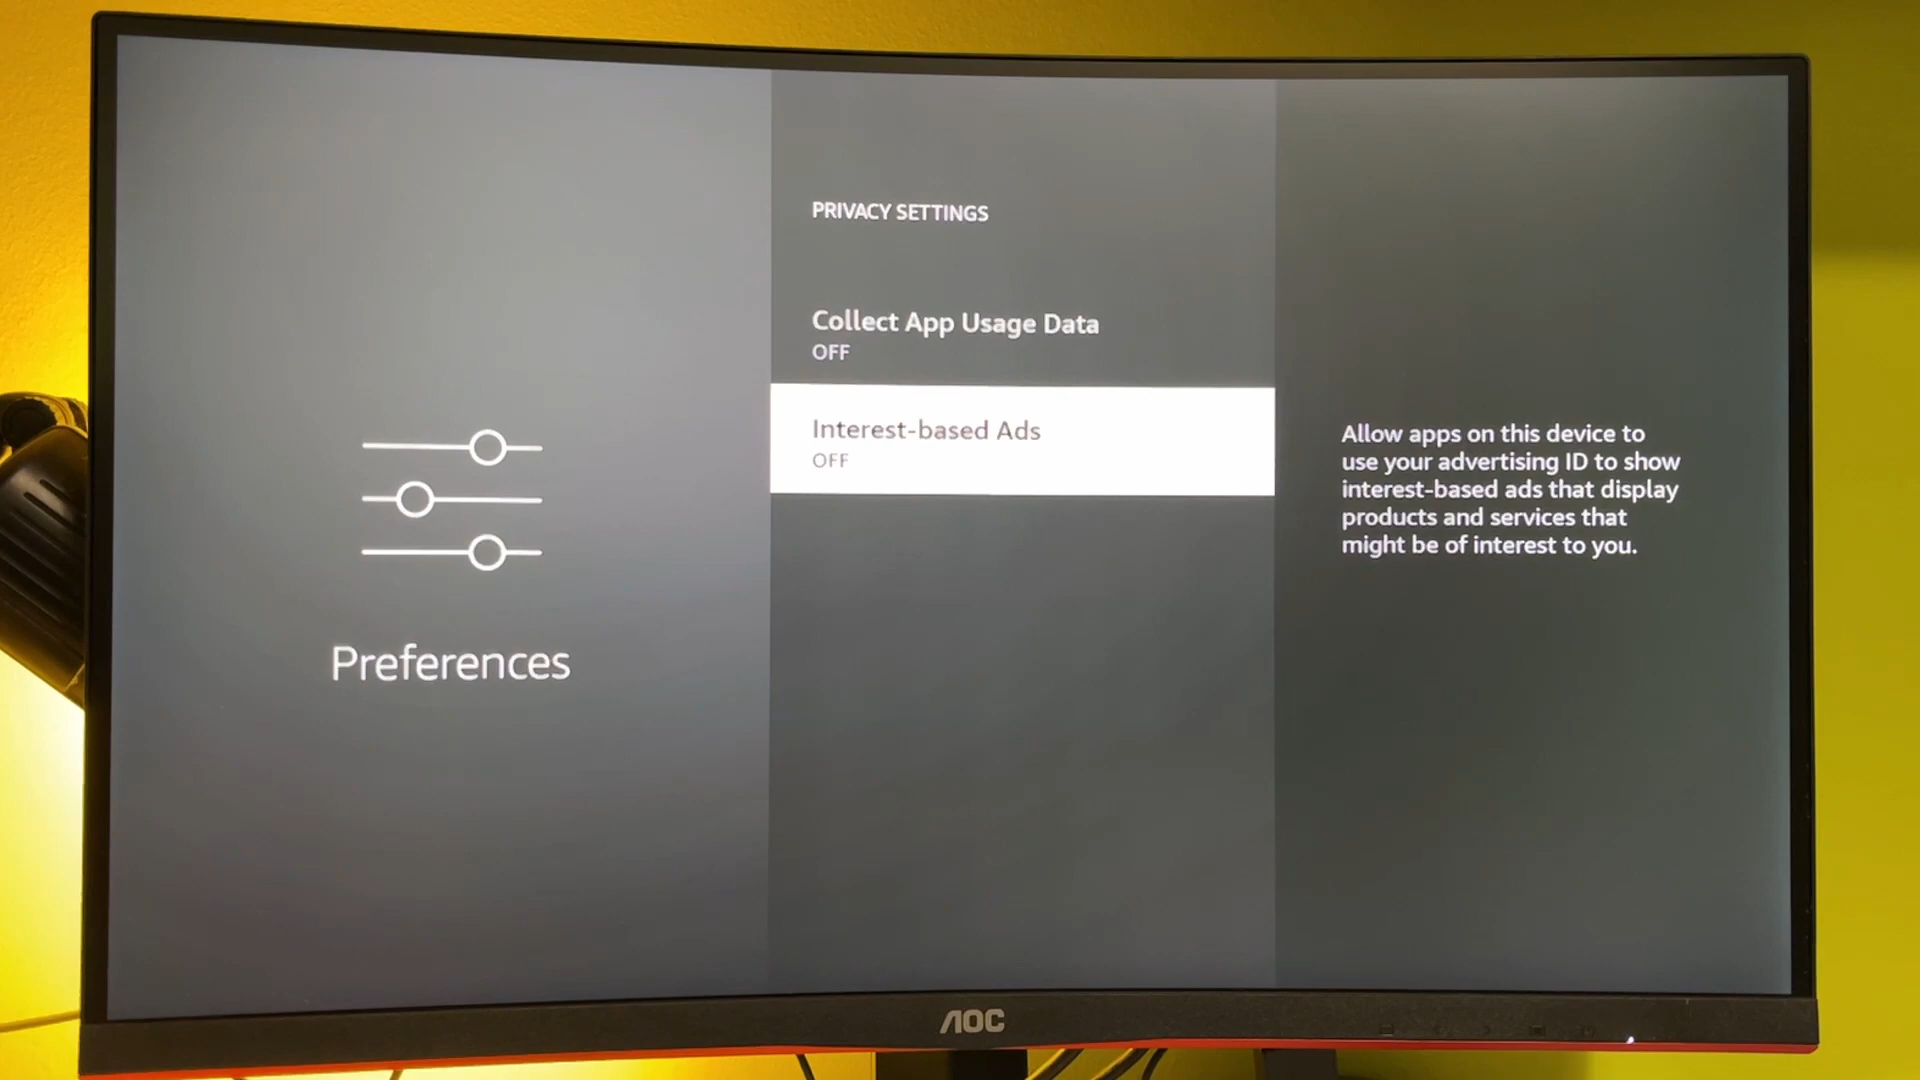 PRIVACY SETTINGS
Collect App Usage Data
OFF
Interest-based Ads
OFF
Preferences
Allow apps on this device to
use your advertising ID to show
interest-based ads that display
products and services that
might be of interest to you.
AOC